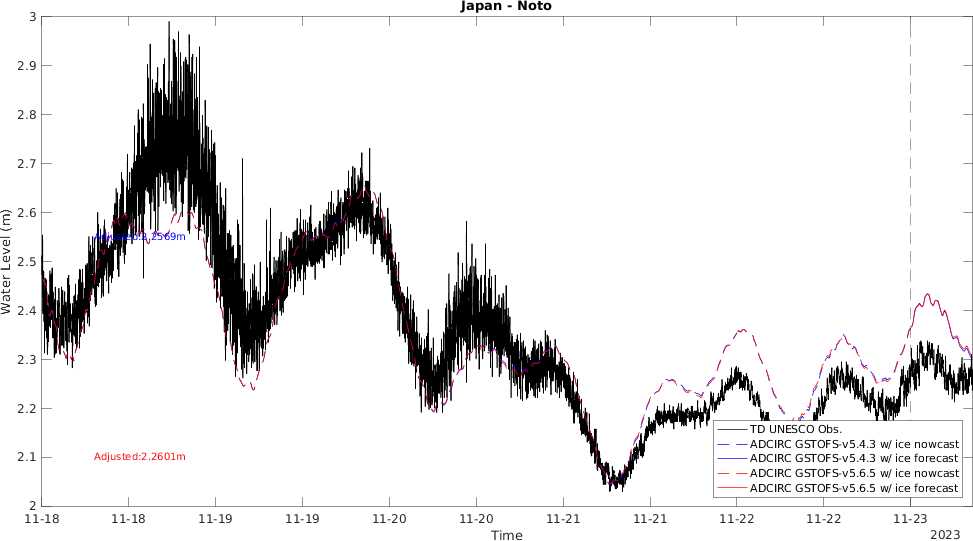 Japan - Noto
3
2.9
2.8
2.7
2.6
2.5
2.4
2.3
2.2
2.1
2
Water Level (m)
Adjusted:2.2569m
Adjusted:2.2601m
TD UNESCO Obs.
ADCIRC GSTOFS-v5.4.3 w/ ice nowcast
ADCIRC GSTOFS-v5.4.3 w/ ice forecast
ADCIRC GSTOFS-v5.6.5 w/ ice nowcast
ADCIRC GSTOFS-v5.6.5 w/ ice forecast
11-18 11-18 11-19 11-19 11-20 11-20 11-21 11-21 11-22 11-22 11-23
Time
2023